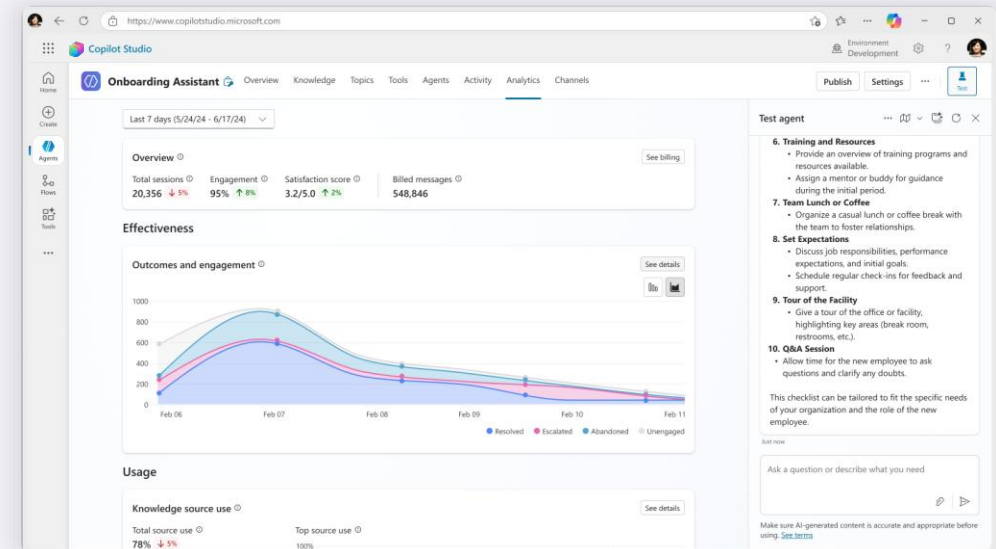 https://www.copilotstudio.microsoft.com
Copilot Studio
Environment
Development
Home
Create
Agents
Flows
Tools
Onboarding Assistant
Overview Knowledge Topics Tools Agents Activity Analytics Channels
Publish Settings
Test
Last 7 days (5/24/24 - 6/17/24)
Overview
See billing
Total sessions Engagement Satisfaction score Billed messages
20,356 5% 95% 8% 3.2/5.0 2% 548,846
Effectiveness
Outcomes and engagement
See details
1000
800
600
400
200
0
Feb 06 Feb 07 Feb 08 Feb 09 Feb 10 Feb 11
Resolved Escalated Abandoned Unengaged
Usage
Knowledge source use
See details
Total source use Top source use
78% 5% 100%
Test agent
6. Training and Resources
• Provide an overview of training programs and
resources available.
• Assign a mentor or buddy for guidance
during the initial period.
7. Team Lunch or Coffee
• Organize a casual lunch or coffee break with
the team to foster relationships.
8. Set Expectations
• Discuss job responsibilities, performance
expectations, and initial goals.
• Schedule regular check-ins for feedback and
support.
9. Tour of the Facility
• Give a tour of the office or facility,
highlighting key areas (break room,
restrooms, etc.).
10. Q&A Session
• Allow time for the new employee to ask
questions and clarify any doubts.
This checklist can be tailored to fit the specific needs
of your organization and the role of the new
employee.
Just now
Ask a question or describe what you need
Make sure AI-generated content is accurate and appropriate before
using. See terms